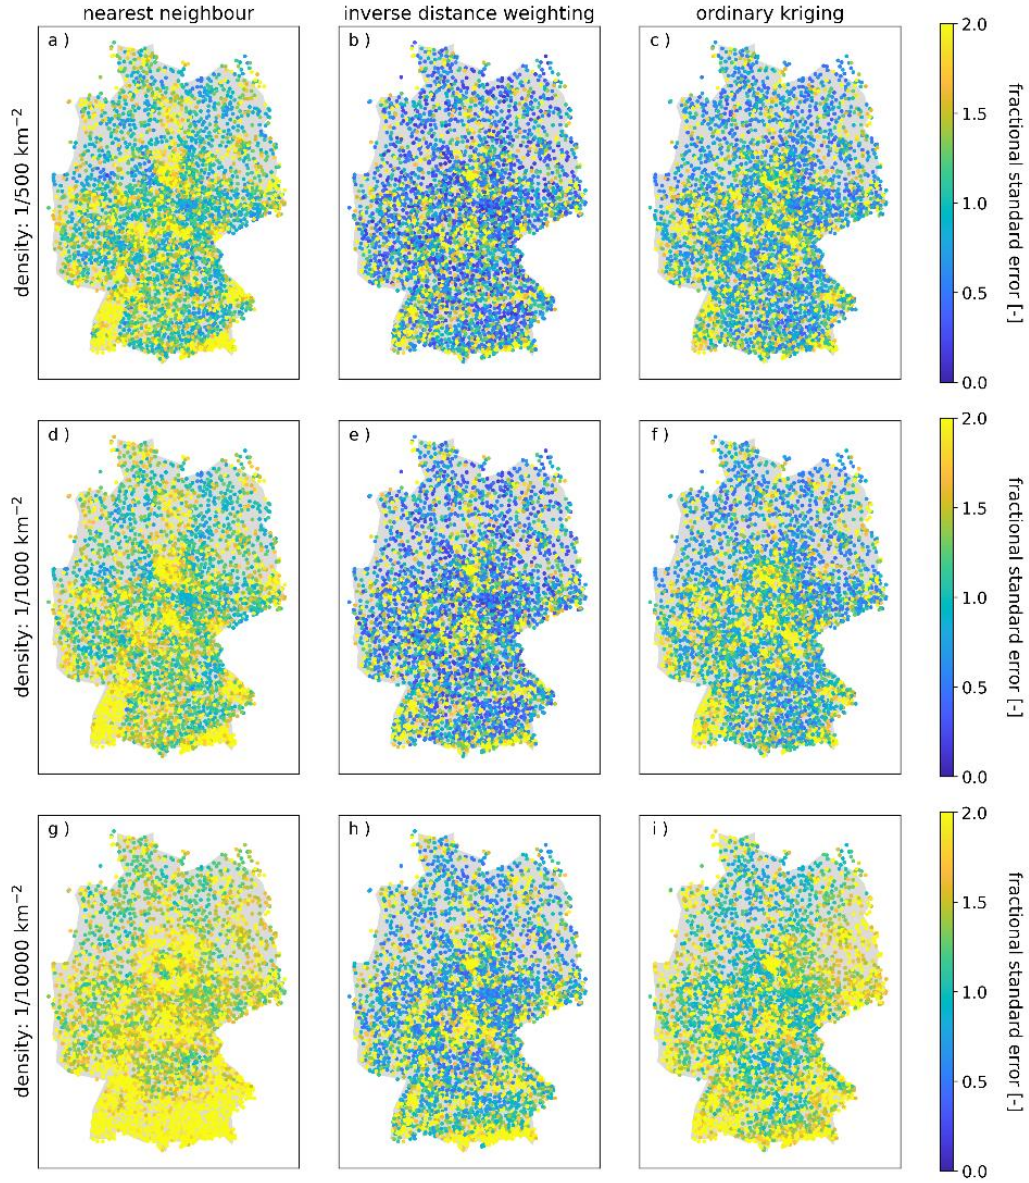 nearest neighbour
inverse distance weighting
ordinary kriging
a )
b )
c )
density: 1/500 km⁻²
2.0
1.5
1.0
0.5
0.0
fractional standard error [-]
d )
e )
f )
density: 1/1000 km⁻²
2.0
1.5
1.0
0.5
0.0
fractional standard error [-]
g )
h )
i )
density: 1/10000 km⁻²
2.0
1.5
1.0
0.5
0.0
fractional standard error [-]